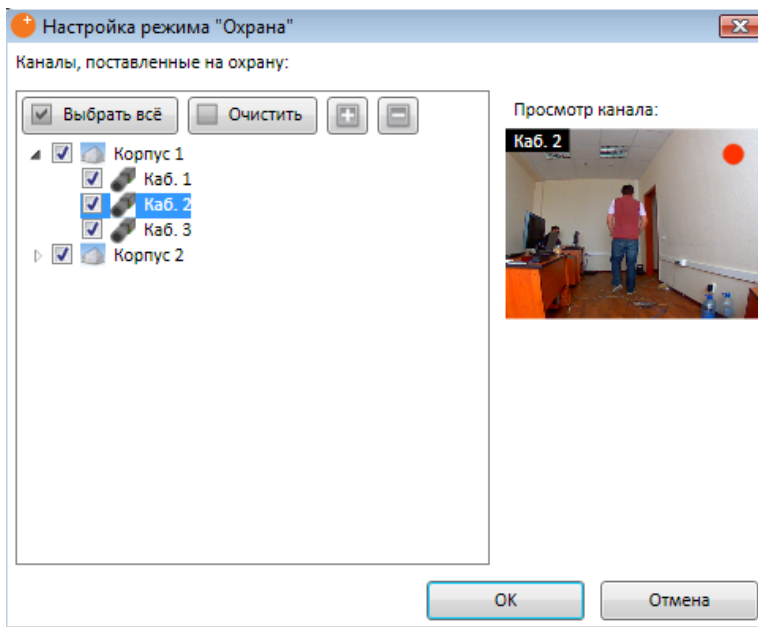 Настройка режима "Охрана"
Каналы, поставленные на охрану:
Выбрать всё
Очистить
Корпус 1
Каб. 1
Каб. 2
Каб. 3
Корпус 2
Просмотр канала:
Каб. 2
OK
Отмена